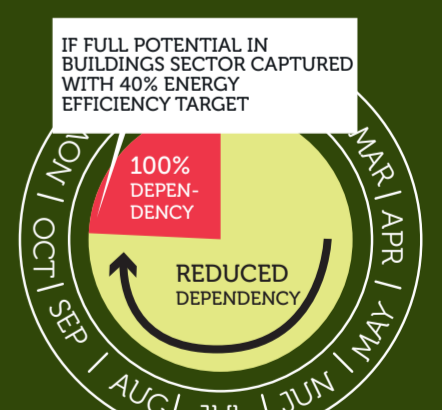 IF FULL POTENTIAL IN
BUILDINGS SECTOR CAPTURED
WITH 40% ENERGY
EFFICIENCY TARGET
100%
DEPEN-
DENCY
REDUCED
DEPENDENCY
MAR | APR | MAY | JUN | JUL | AUG | SEP | OCT |